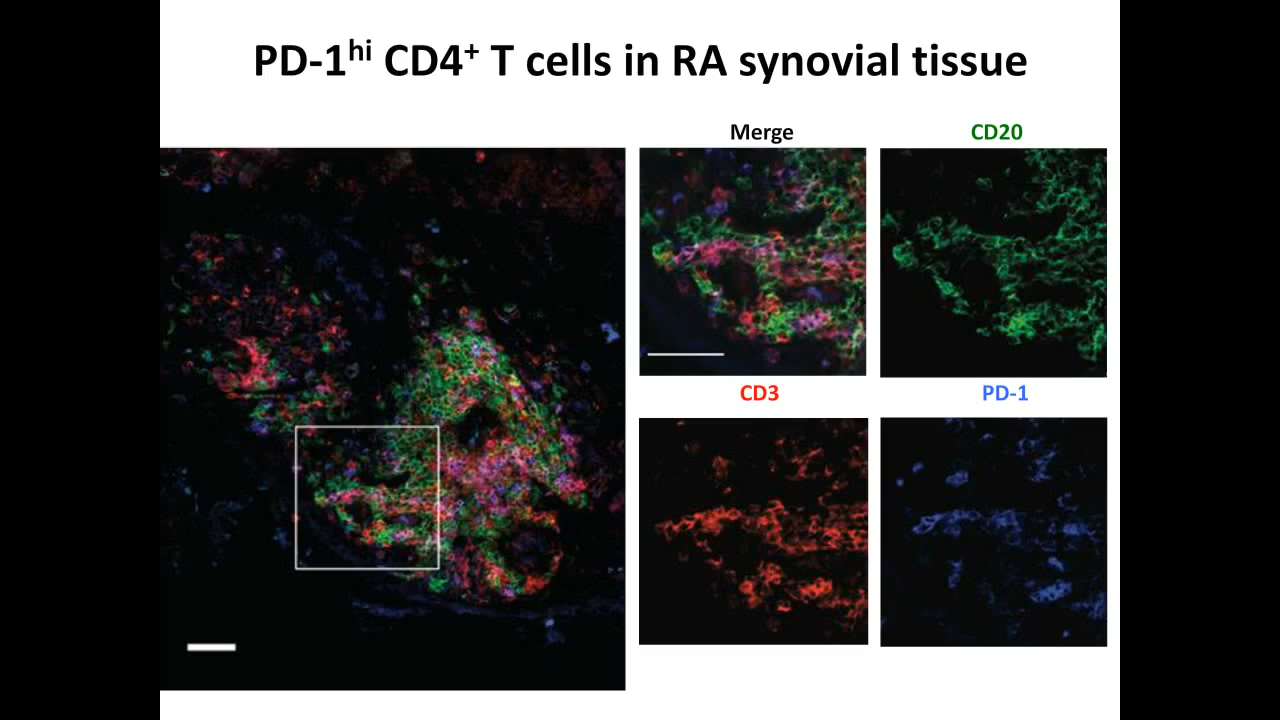 PD-1hi CD4+ T cells in RA synovial tissue
Merge
CD20
CD3
PD-1